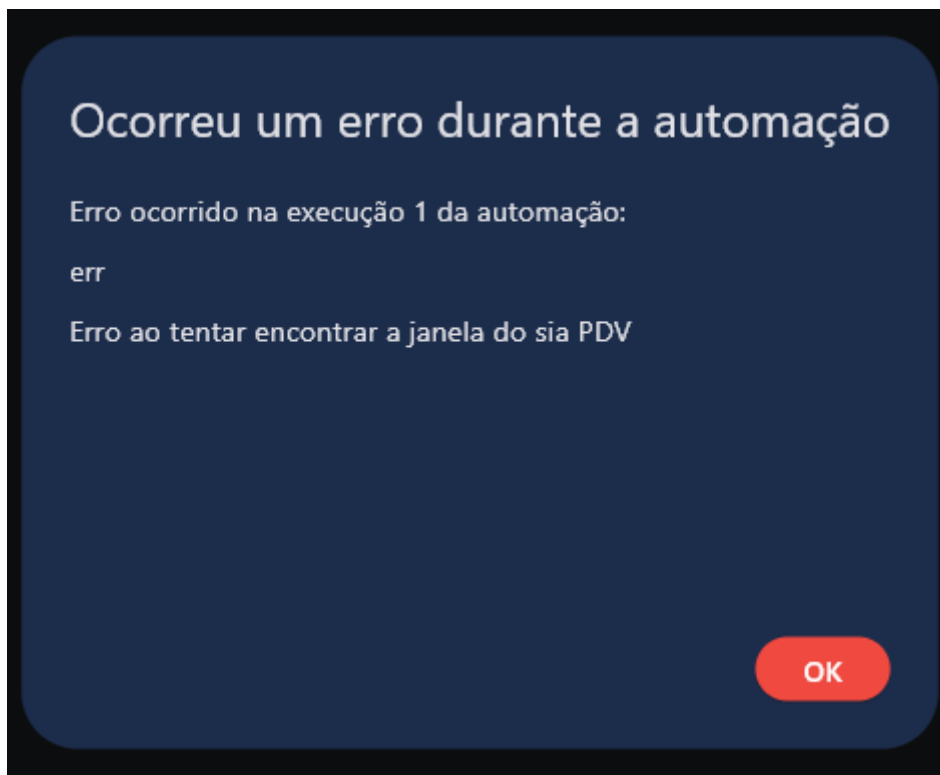 Ocorreu um erro durante a automação
Erro ocorrido na execução 1 da automação:
err
Erro ao tentar encontrar a janela do sia PDV
OK